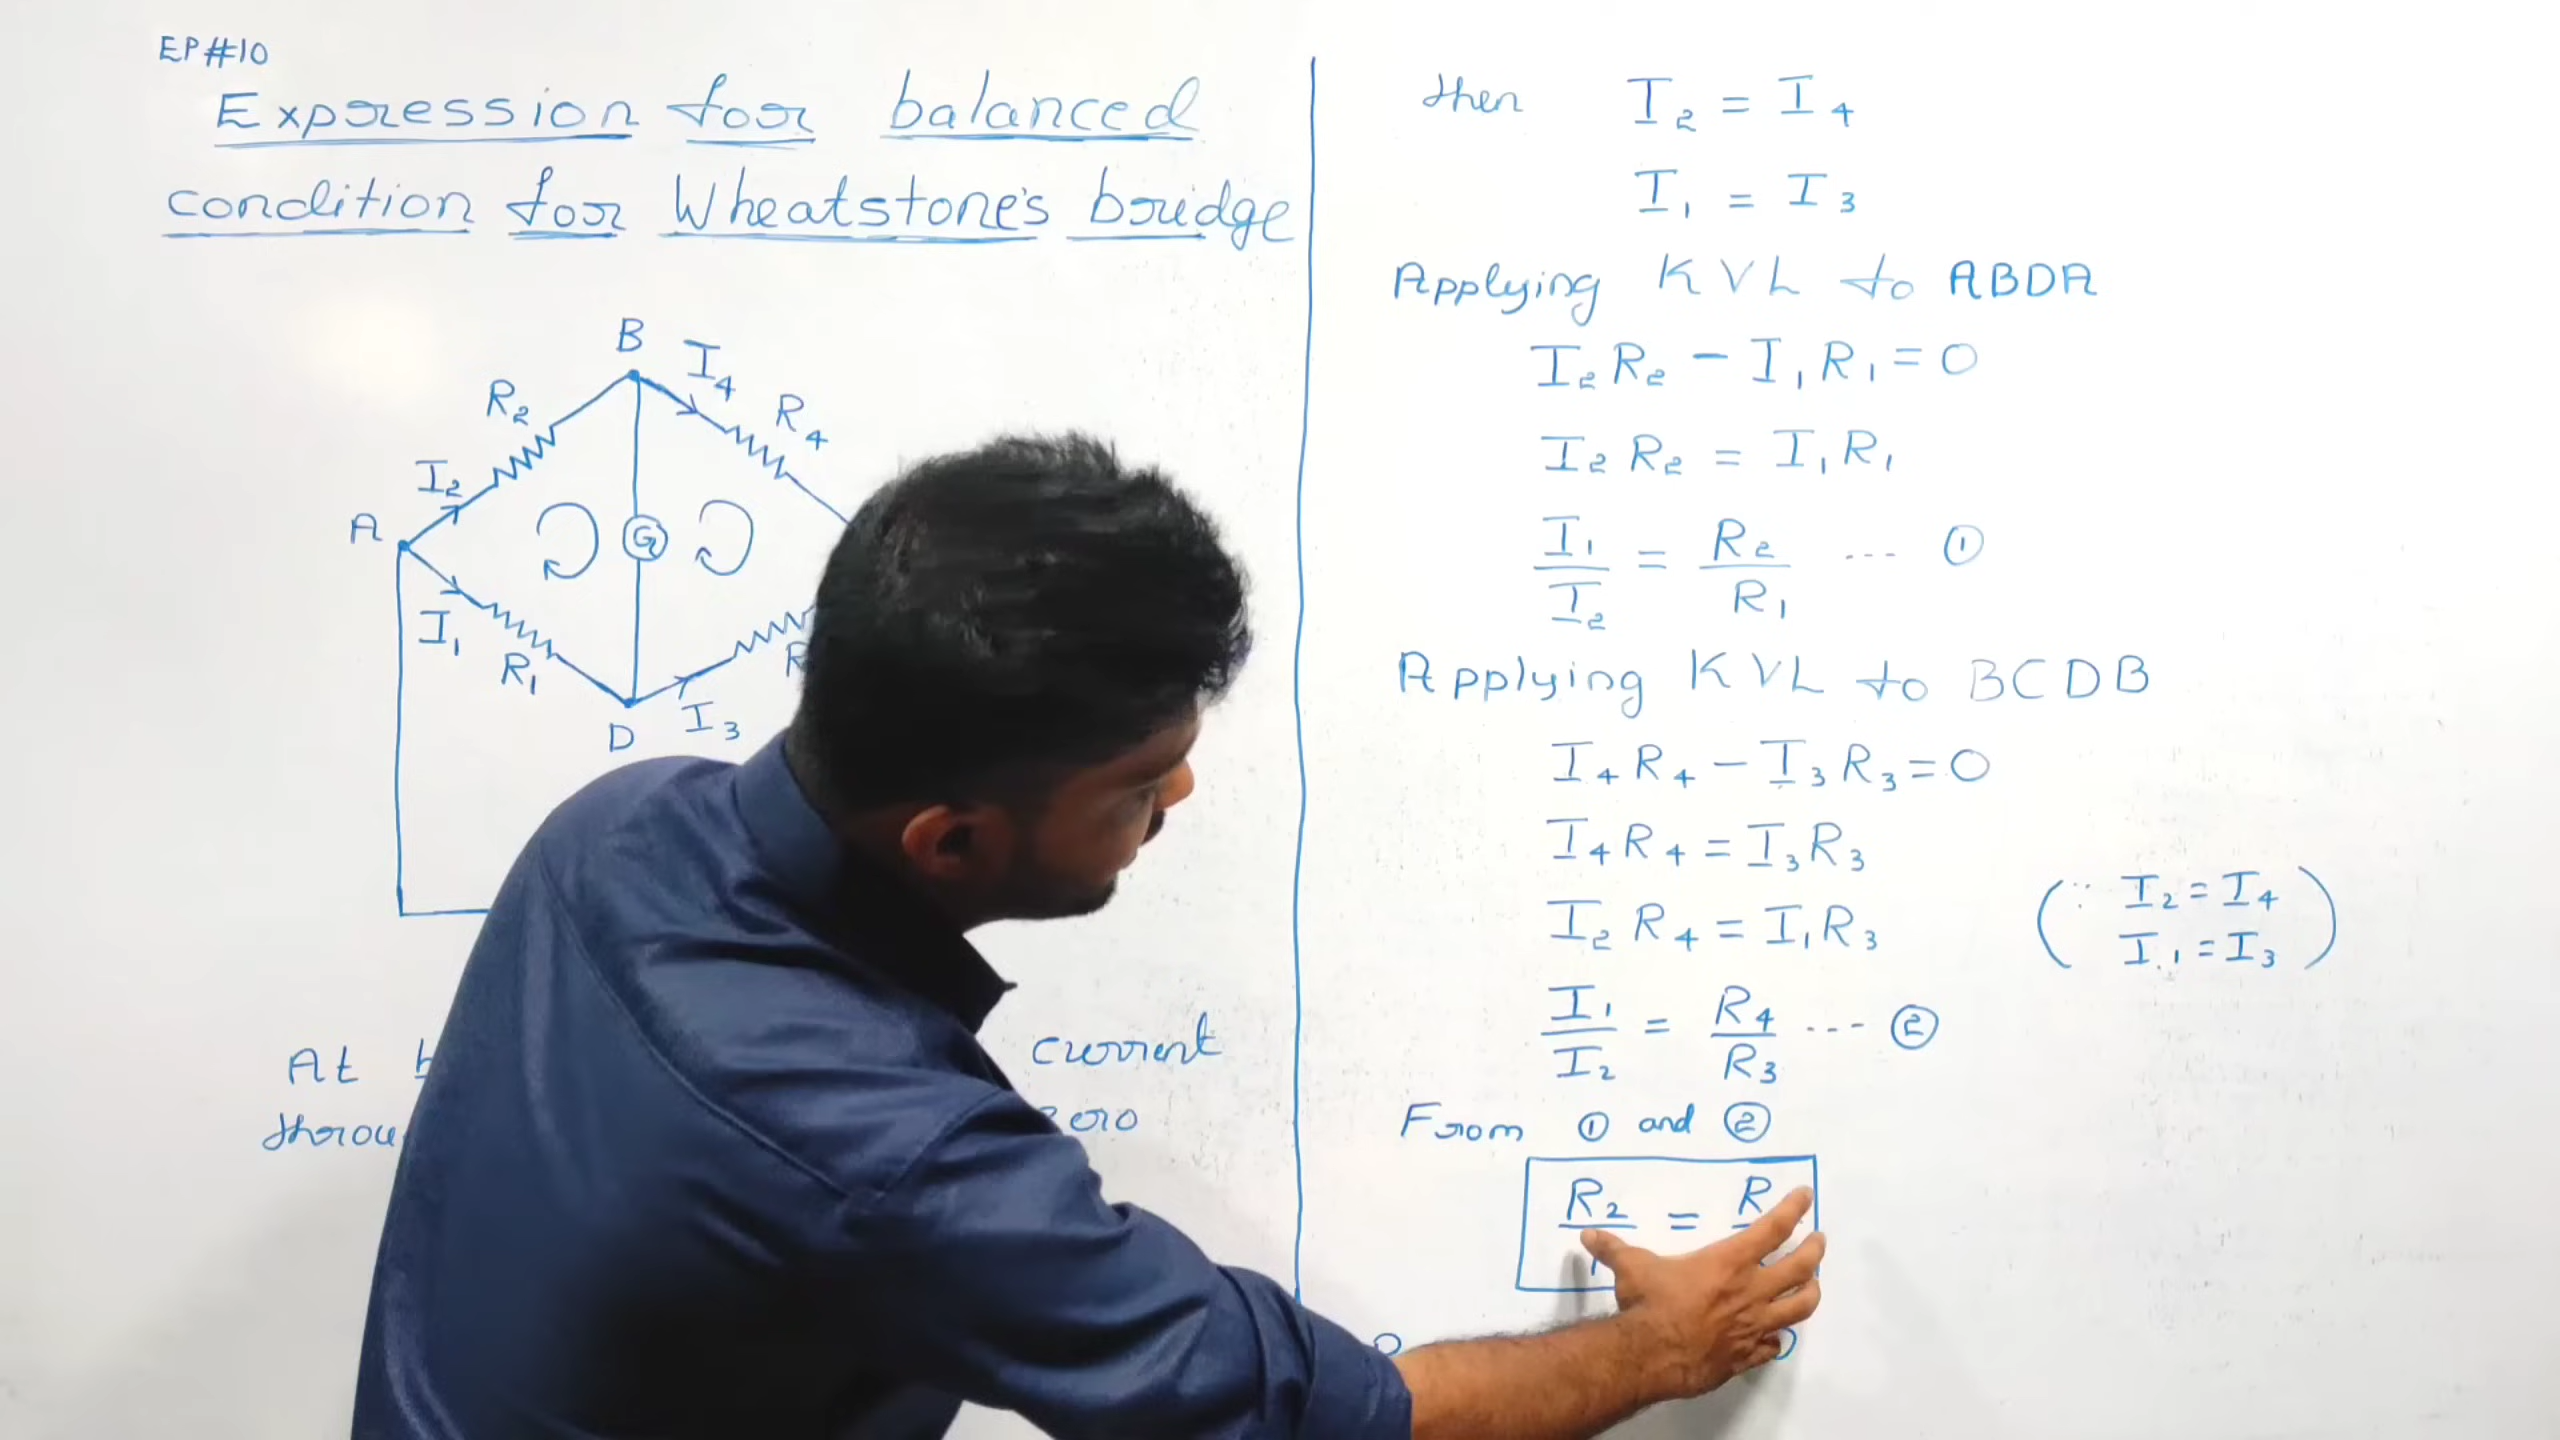 EP#10
Expression for balanced
condition for Wheatstone's bridge
B
I₄
R₂
R₄
I₂
A
G
I₁
R₁
D
I₃
At
current
zero
then I₂ = I₄
I₁ = I₃
Applying KVL to ABDA
I₂R₂ - I₁R₁ = 0
I₂R₂ = I₁R₁
I₁/I₂ = R₂/R₁ --- ①
Applying KVL to BCDB
I₄R₄ - I₃R₃ = 0
I₄R₄ = I₃R₃
I₂R₄ = I₁R₃ (∵ I₂ = I₄
I₁ = I₃)
I₁/I₂ = R₄/R₃ --- ②
From ① and ②
R₂ = R